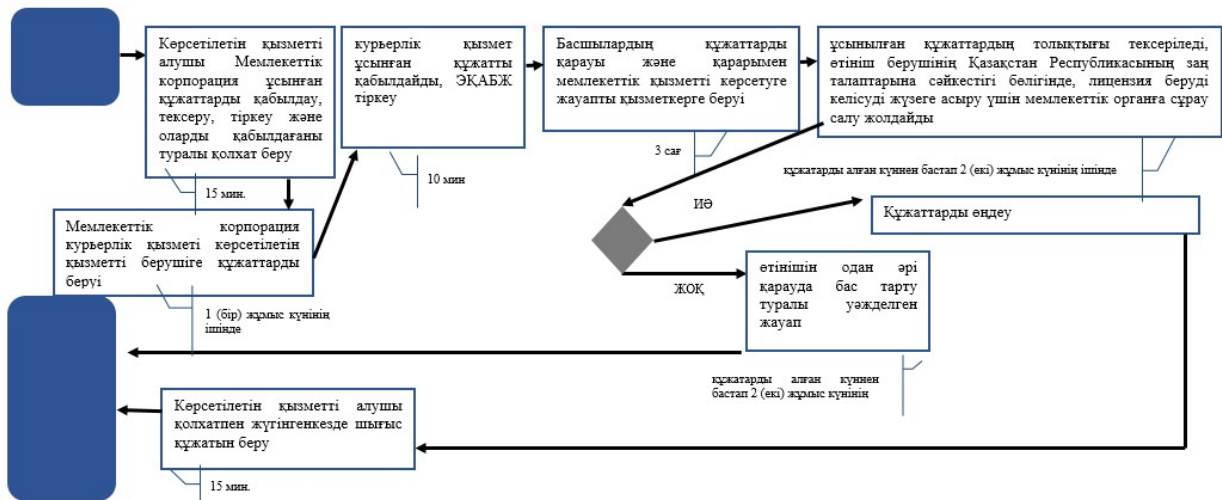 Көрсетілетін қызметті
алушы Мемлекеттік
корпорация ұсынған
құжаттарды қабылдау,
тексеру, тіркеу және
оларды қабылдағаны
туралы қолхат беру
15 мин.
курьерлік қызмет
ұсынған құжатты
қабылдайды, ЭҚАБЖ
тіркеу
10 мин
Басшылардың құжаттарды
қарауы және қарарымен
мемлекеттік қызметті көрсетуге
жауапты қызметкерге беруі
3 сағ
ұсынылған құжаттардың толықтығы тексеріледі,
өтініш берушінің Қазақстан Республикасының заң
талаптарына сәйкестігі бөлігінде, лицензия беруді
келісуді жүзеге асыру үшін мемлекеттік органға сұрау
салу жолдайды
құжатарды алған күннен бастап 2 (екі) жұмыс күнінің ішінде
Мемлекеттік корпорация
курьерлік қызметі көрсетілетін
қызметті берушіге құжаттарды
беруі
1 (бір) жұмыс күнінің
ішінде
ИӘ
Құжаттарды өңдеу
ЖОҚ
өтінішін одан әрі
қарауда бас тарту
туралы уәжделген
жауап
құжатарды алған күннен
бастап 2 (екі) жұмыс күнінің
Көрсетілетін қызметті алушы
қолхатпен жүгінгенкезде шығыс
құжатын беру
15 мин.